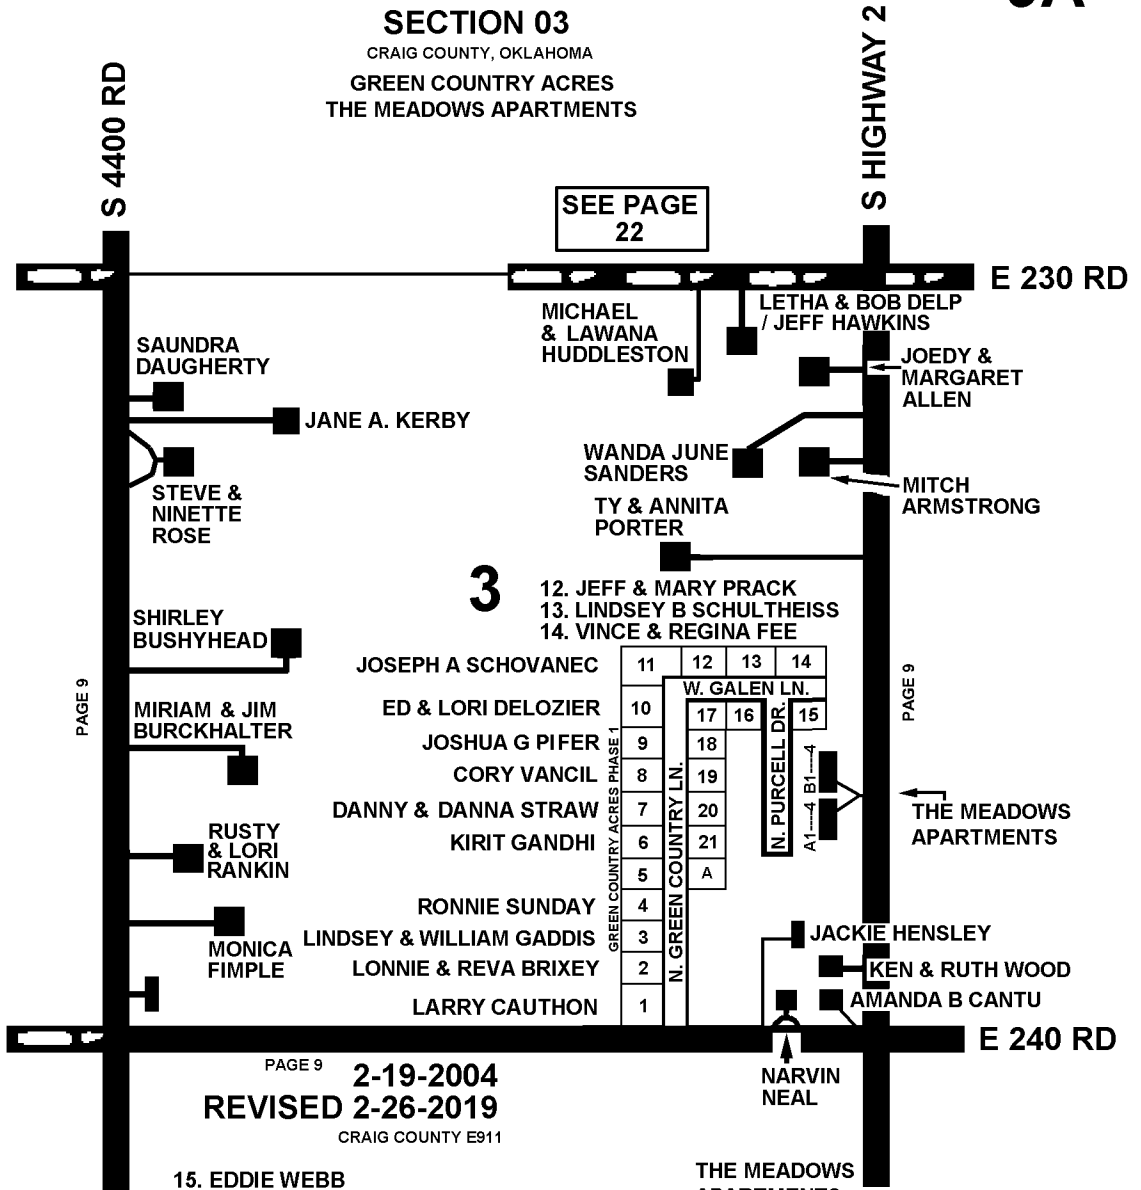 SECTION 03
CRAIG COUNTY, OKLAHOMA
GREEN COUNTRY ACRES
THE MEADOWS APARTMENTS
S 4400 RD
S HIGHWAY 2
SEE PAGE
22
E 230 RD
MICHAEL
& LAWANA
HUDDLESTON
LETHA & BOB DELP
/ JEFF HAWKINS
SAUNDRA
DAUGHERTY
JOEDY &
MARGARET
ALLEN
JANE A. KERBY
WANDA JUNE
SANDERS
STEVE &
NINETTE
ROSE
MITCH
ARMSTRONG
TY & ANNITA
PORTER
3
12. JEFF & MARY PRACK
13. LINDSEY B SCHULTHEISS
14. VINCE & REGINA FEE
SHIRLEY
BUSHYHEAD
JOSEPH A SCHOVANEC
11
12
13
14
W. GALEN LN.
PAGE 9
PAGE 9
MIRIAM & JIM
BURCKHALTER
ED & LORI DELOZIER
10
17
16
15
JOSHUA G PIFER
9
18
CORY VANCIL
8
19
DANNY & DANNA STRAW
7
20
KIRIT GANDHI
6
21
5
A
GREEN COUNTRY ACRES PHASE 1
N. GREEN COUNTRY LN.
N. PURCELL DR.
A1----4 B1----4
THE MEADOWS
APARTMENTS
RUSTY
& LORI
RANKIN
RONNIE SUNDAY
4
MONICA
FIMPLE
LINDSEY & WILLIAM GADDIS
3
JACKIE HENSLEY
LONNIE & REVA BRIXEY
2
KEN & RUTH WOOD
LARRY CAUTHON
1
AMANDA B CANTU
E 240 RD
PAGE 9
2-19-2004
REVISED 2-26-2019
CRAIG COUNTY E911
NARVIN
NEAL
15. EDDIE WEBB
THE MEADOWS